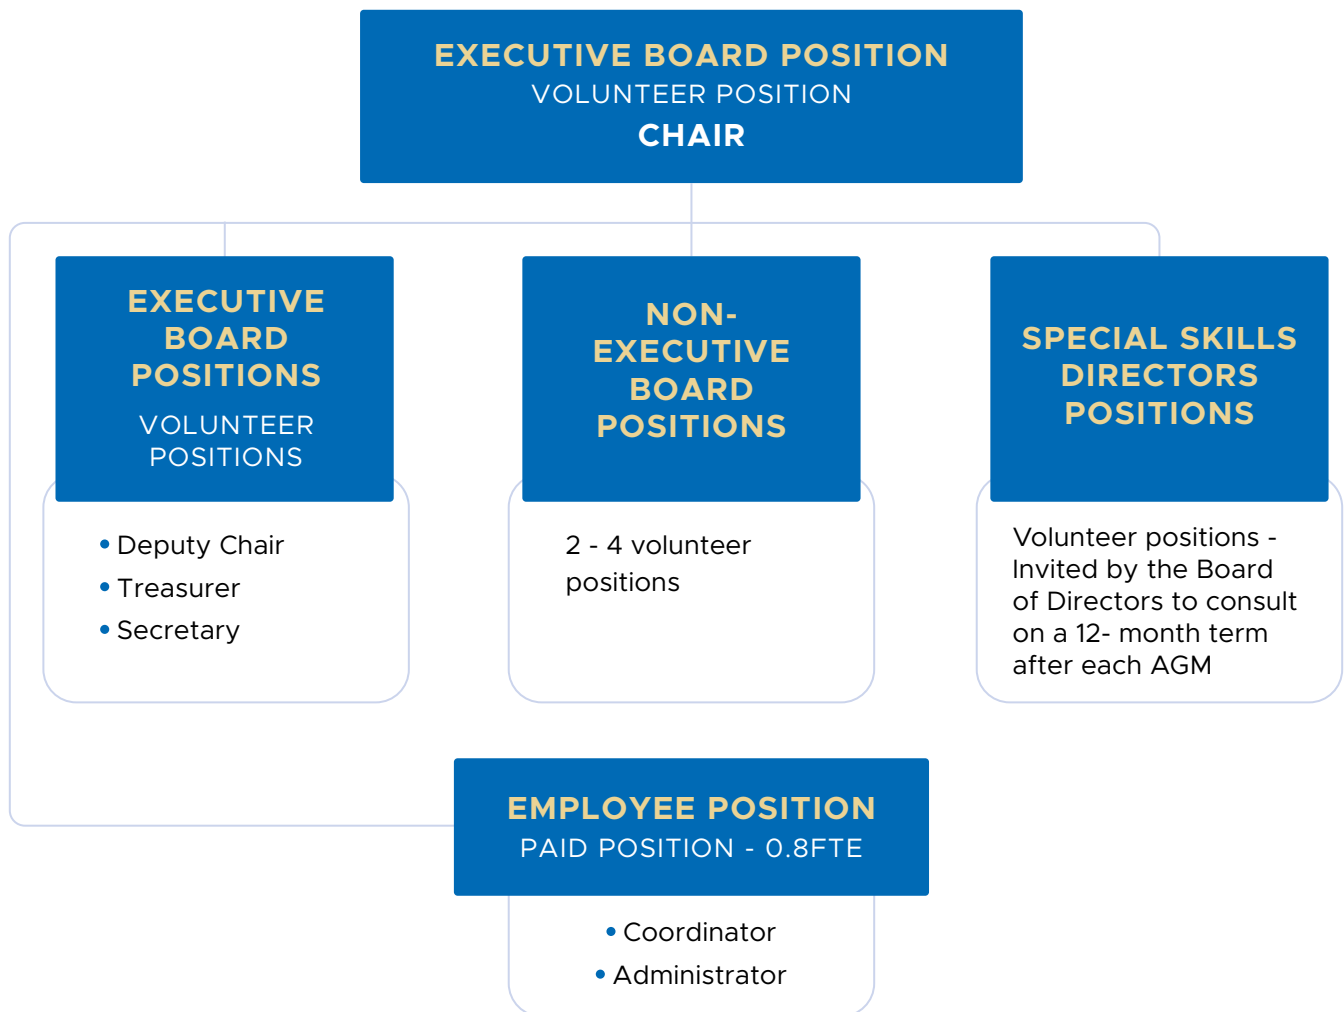 EXECUTIVE BOARD POSITION
VOLUNTEER POSITION
CHAIR
EXECUTIVE
BOARD
POSITIONS
VOLUNTEER
POSITIONS
• Deputy Chair
• Treasurer
• Secretary
NON-
EXECUTIVE
BOARD
POSITIONS
2 - 4 volunteer
positions
SPECIAL SKILLS
DIRECTORS
POSITIONS
Volunteer positions -
Invited by the Board
of Directors to consult
on a 12- month term
after each AGM
EMPLOYEE POSITION
PAID POSITION - 0.8FTE
• Coordinator
• Administrator